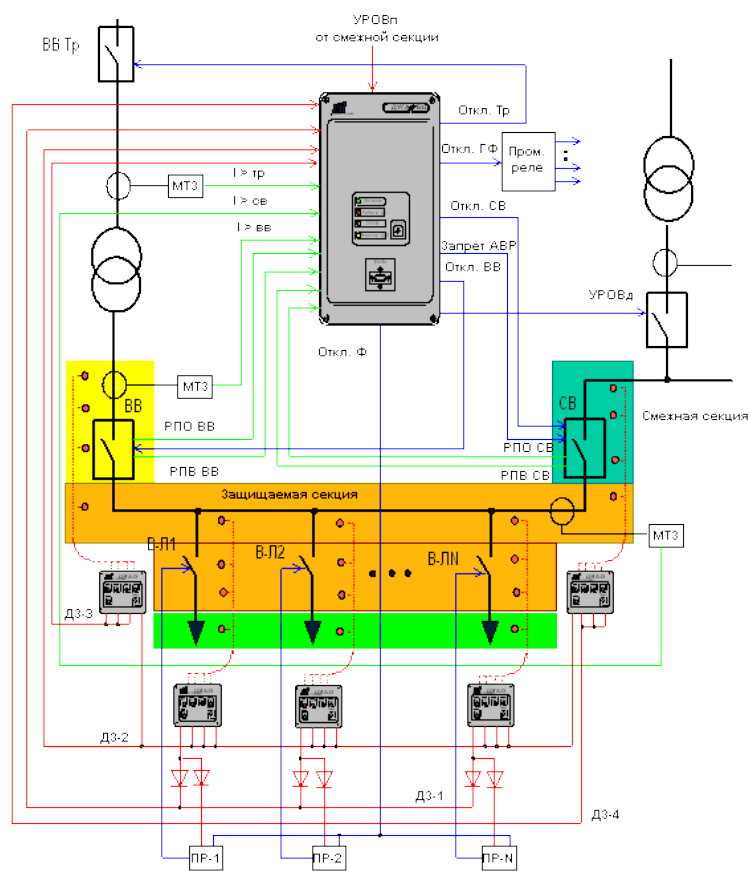 УРОВп
от смежной секции
ВВ Тр
Откл. Тр
Откл. ГФ
Пром.
реле
МТЗ
I > тр
I > св
I > вв
Откл. СВ
Запрет АВР
Откл. ВВ
УРОВд
Откл. Ф
МТЗ
ВВ
СВ
Смежная секция
РПО ВВ
РПО СВ
РПВ ВВ
РПВ СВ
Защищаемая секция
МТЗ
В-Л1
В-Л2
В-ЛN
ДЗ-3
ДЗ-2
ДЗ-1
ДЗ-4
ПР-1
ПР-2
ПР-N